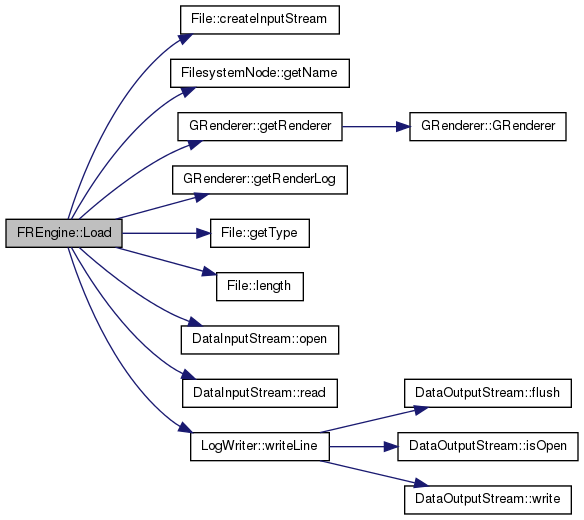 File::createInputStream
FilesystemNode::getName
GRenderer::getRenderer
GRenderer::GRenderer
GRenderer::getRenderLog
FREngine::Load
File::getType
File::length
DataInputStream::open
DataInputStream::read
DataOutputStream::flush
LogWriter::writeLine
DataOutputStream::isOpen
DataOutputStream::write